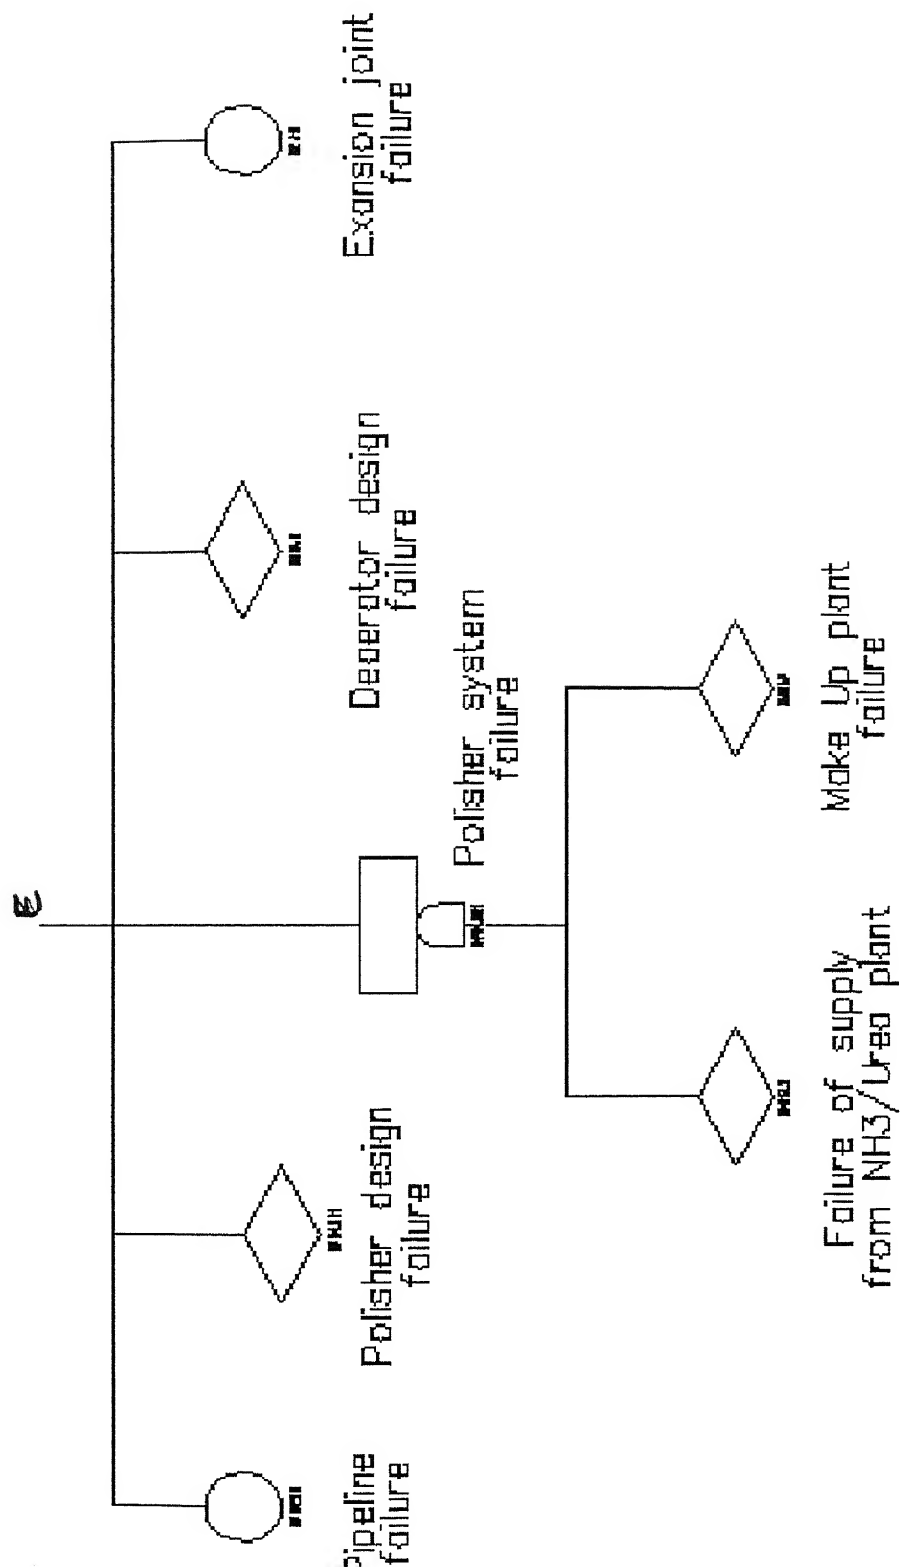 Pipeline
failure
Polisher design
failure
Polisher system
failure
Deaerator design
failure
Exansion joint
failure
Failure of supply
from NH3/Urea plant
Make Up plant
failure